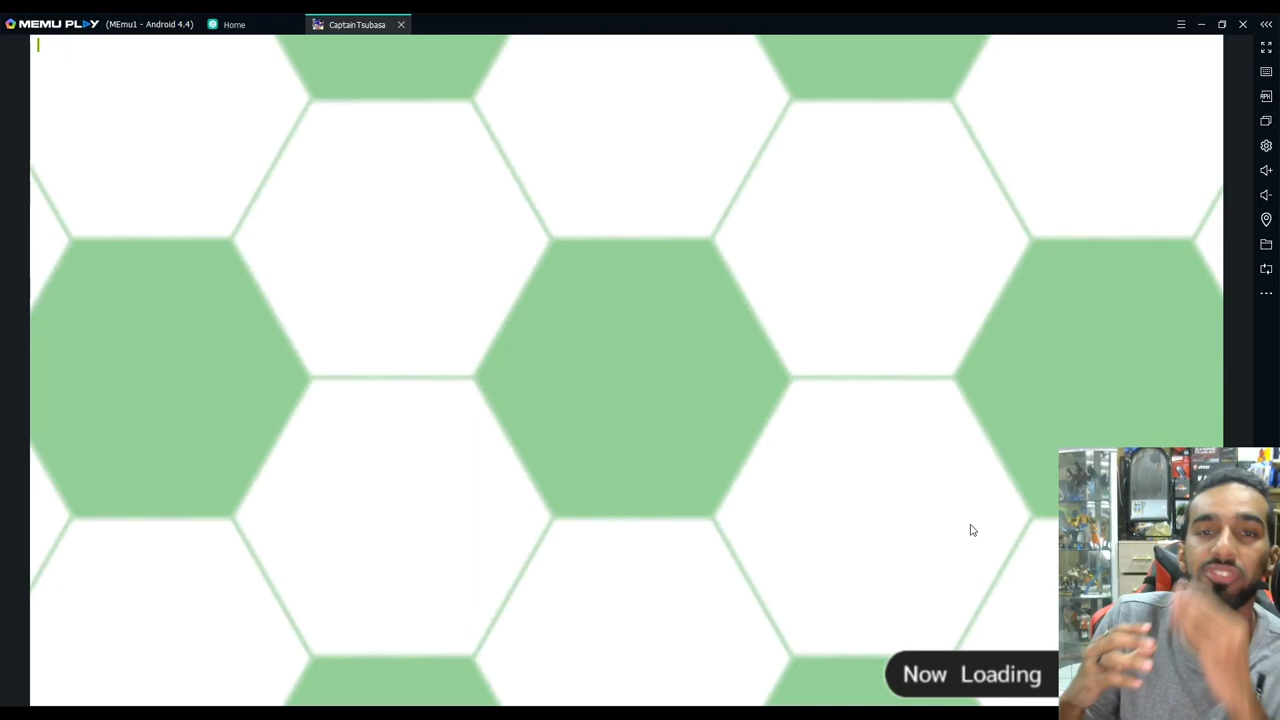 MEMU PLAY (MEmu1 - Android 4.4) Home CaptainTsubasa
Now Loading